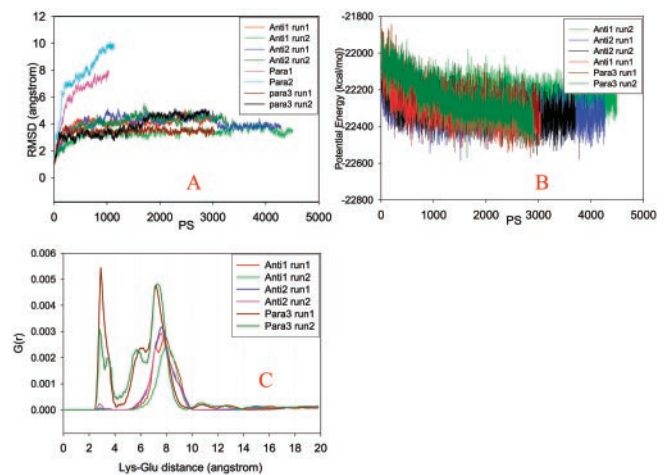 12
10
8
6
4
2
0
RMSD (angstrom)
Anti1 run1
Anti1 run2
Anti2 run1
Anti2 run2
Para1
Para2
para3 run1
para3 run2
A
0 1000 2000 3000 4000 5000
PS
-21800
-22000
-22200
-22400
-22600
-22800
Potential Energy (kcal/mol)
Anti1 run2
Anti2 run1
Anti2 run2
Anti1 run1
Para3 run1
Para3 run2
B
0 1000 2000 3000 4000 5000
PS
0.006
0.005
0.004
0.003
0.002
0.001
0.000
G(r)
Anti1 run1
Anti1 run2
Anti2 run1
Anti2 run2
Para3 run1
Para3 run2
C
0 2 4 6 8 10 12 14 16 18 20
Lys-Glu distance (angstrom)